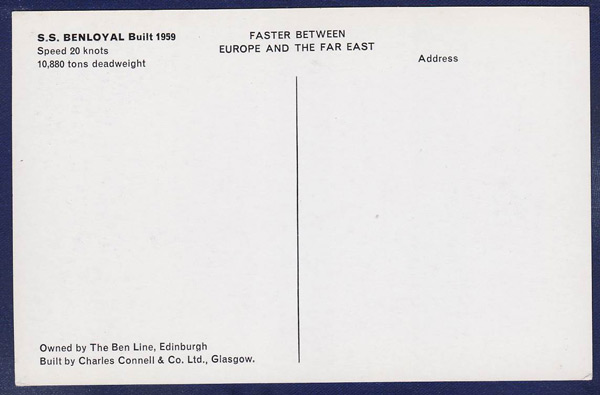 S.S. BENLOYAL Built 1959
Speed 20 knots
10,880 tons deadweight
FASTER BETWEEN
EUROPE AND THE FAR EAST
Address
Owned by The Ben Line, Edinburgh
Built by Charles Connell & Co. Ltd., Glasgow.